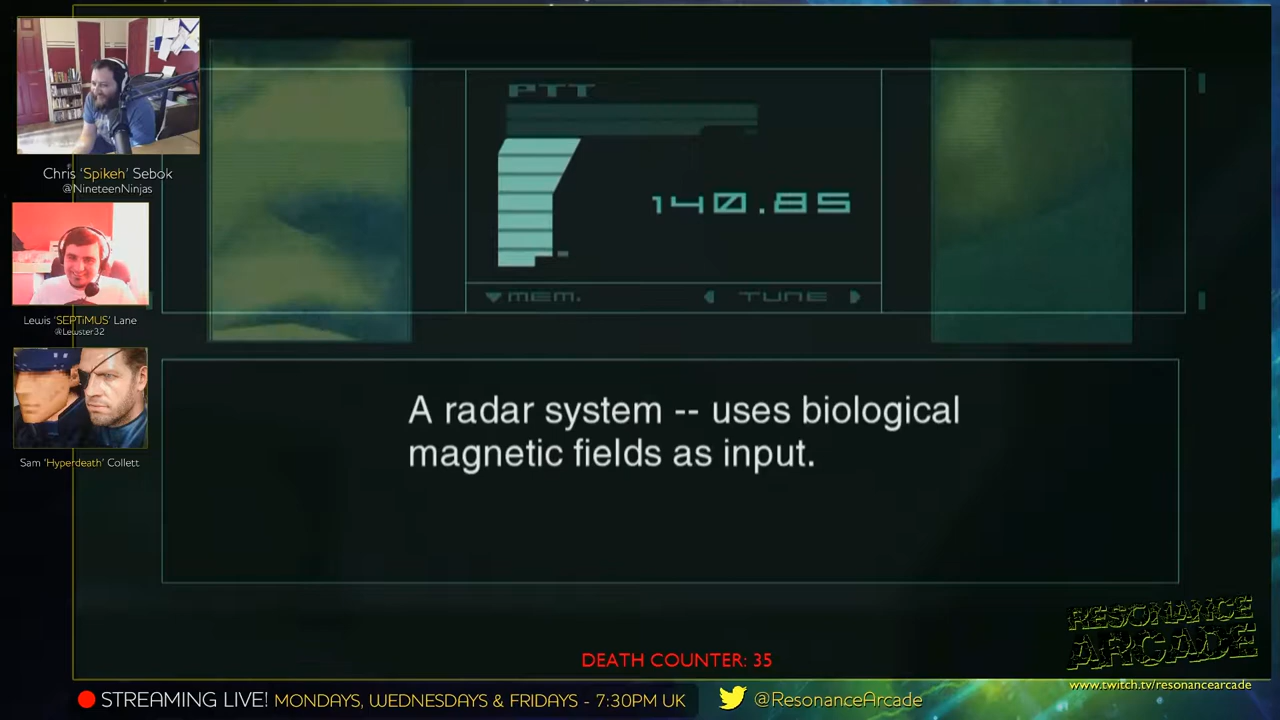 PTT
140.85
MEM.
TUNE
Chris 'Spikeh' Sebok
@NineteenNinjas
Lewis 'SEPTiMUS' Lane
@Lewster32
Sam 'Hyperdeath' Collett
A radar system -- uses biological
magnetic fields as input.
DEATH COUNTER: 35
RESONANCE
ARCADE
www.twitch.tv/resonancearcade
STREAMING LIVE! MONDAYS, WEDNESDAYS & FRIDAYS - 7:30PM UK
@ResonanceArcade